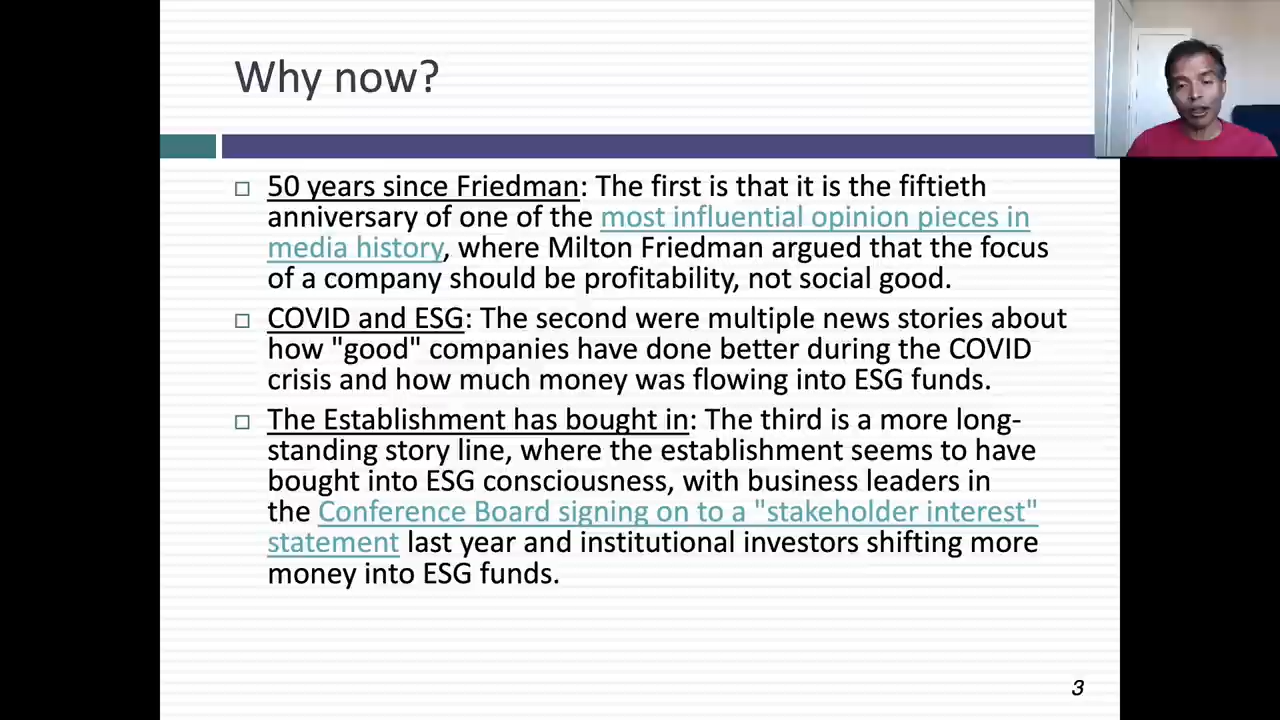 Why now?
50 years since Friedman: The first is that it is the fiftieth
anniversary of one of the most influential opinion pieces in
media history, where Milton Friedman argued that the focus
of a company should be profitability, not social good.
COVID and ESG: The second were multiple news stories about
how "good" companies have done better during the COVID
crisis and how much money was flowing into ESG funds.
The Establishment has bought in: The third is a more long-
standing story line, where the establishment seems to have
bought into ESG consciousness, with business leaders in
the Conference Board signing on to a "stakeholder interest"
statement last year and institutional investors shifting more
money into ESG funds.
3